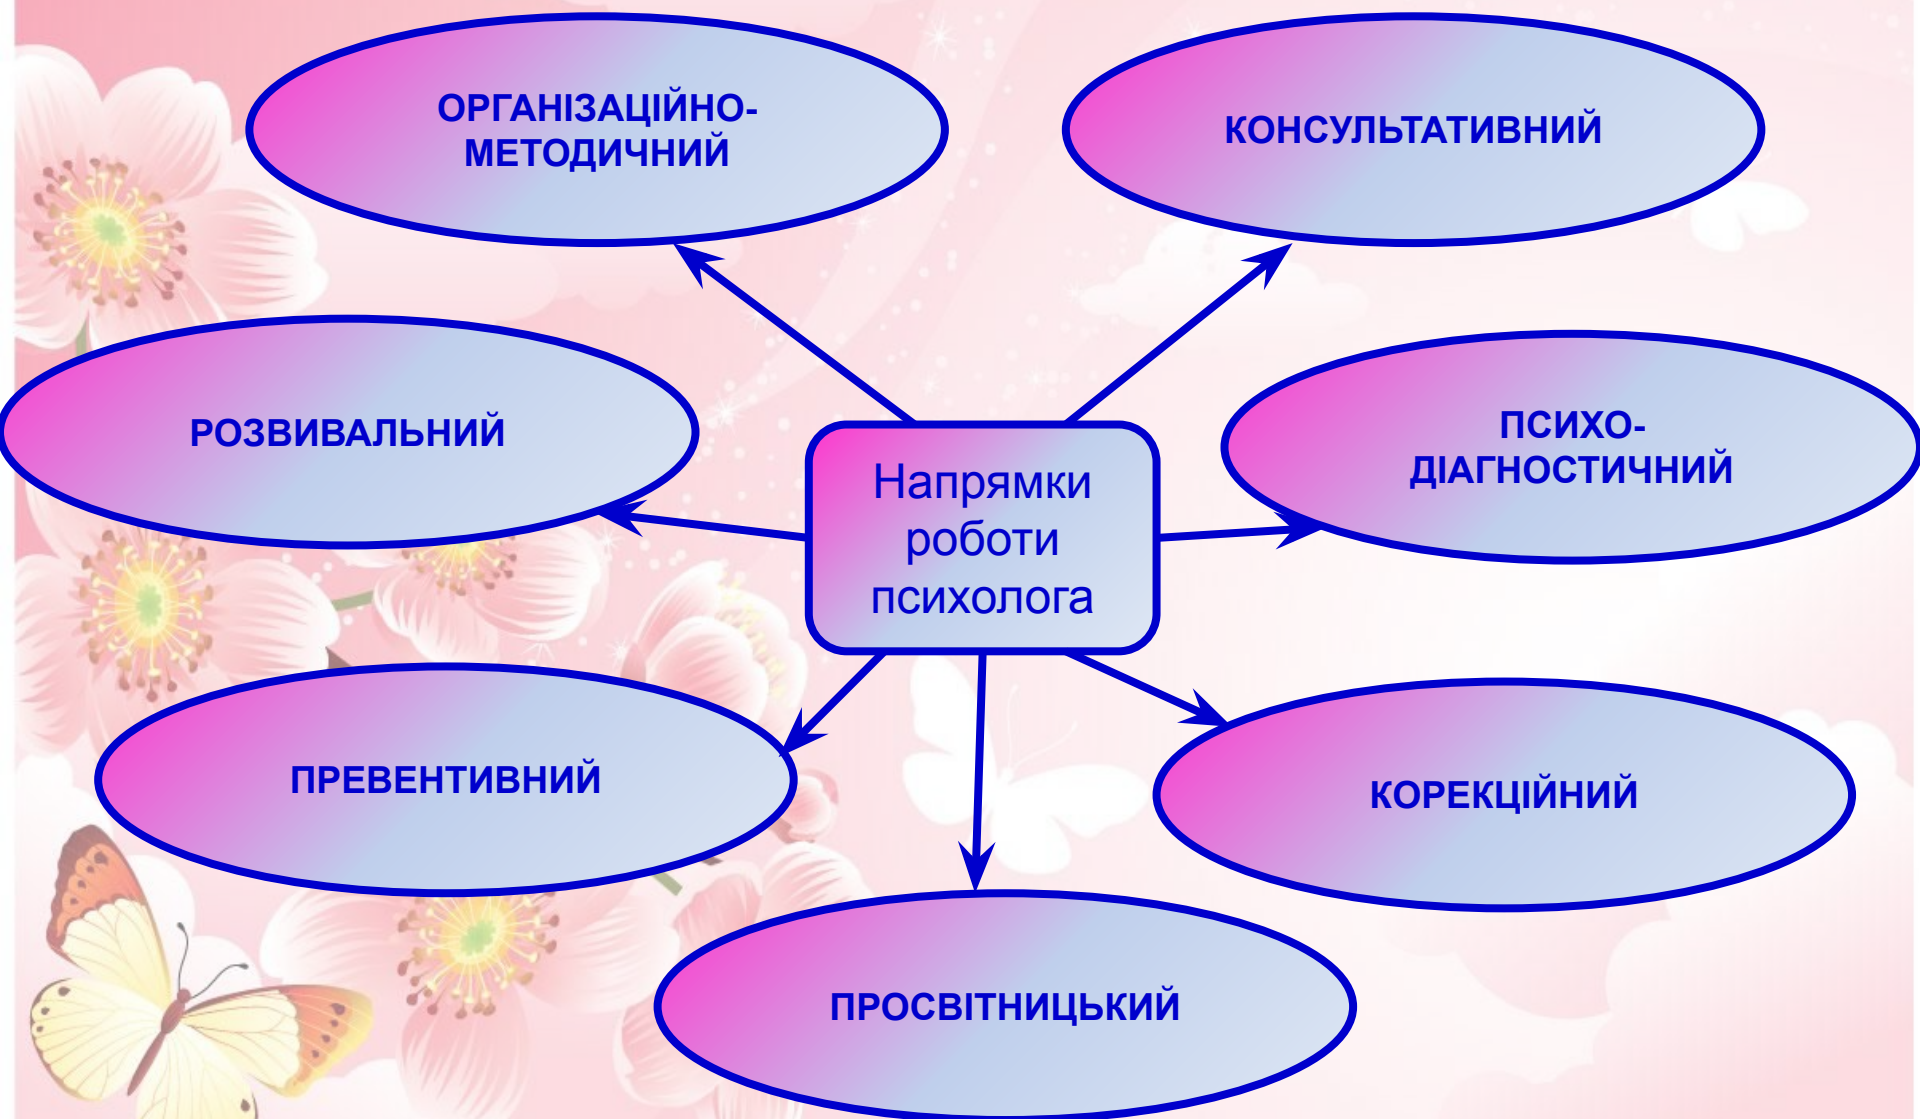 ОРГАНІЗАЦІЙНО-
МЕТОДИЧНИЙ
КОНСУЛЬТАТИВНИЙ
РОЗВИВАЛЬНИЙ
ПСИХО-
ДІАГНОСТИЧНИЙ
Напрямки
роботи
психолога
ПРЕВЕНТИВНИЙ
КОРЕКЦІЙНИЙ
ПРОСВІТНИЦЬКИЙ